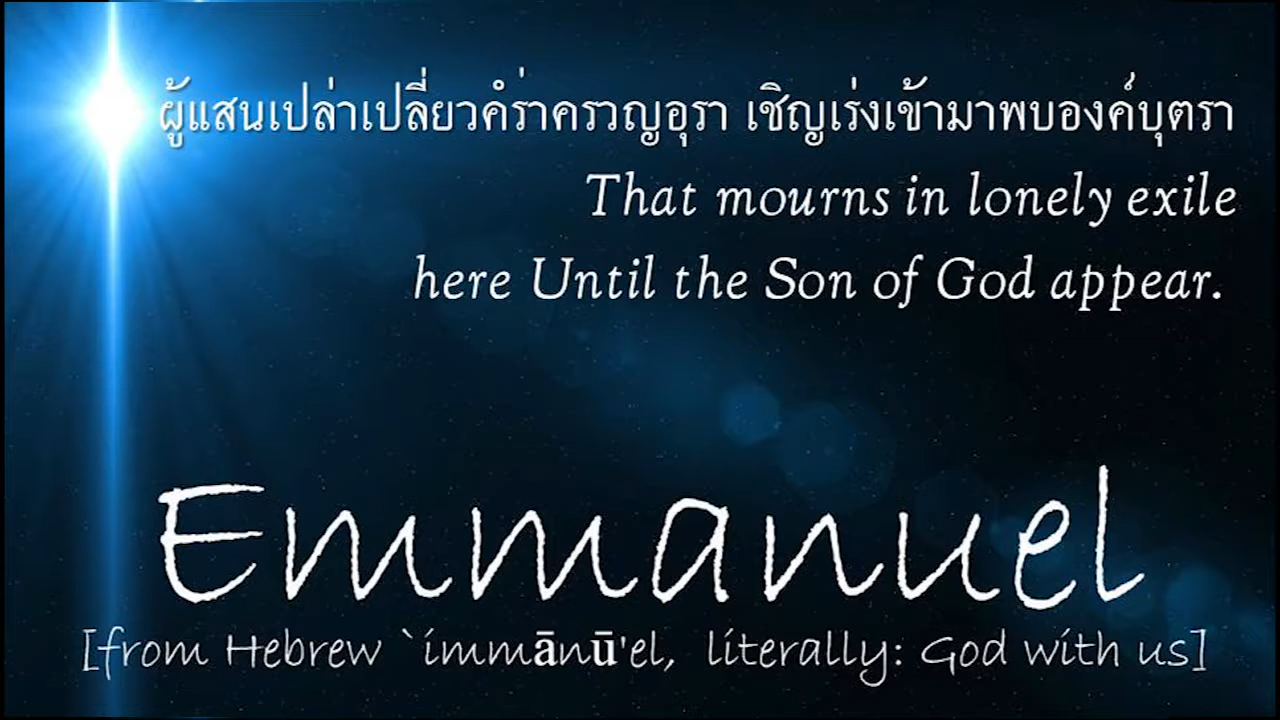 ผู้แสนเปล่าเปลี่ยวคํร่าครวญอุรา เชิญเร่งเข้ามาพบองค์บุตรา
That mourns in lonely exile
here Until the Son of God appear.
Emmanuel
[from Hebrew `immānū'el, literally: God with us]